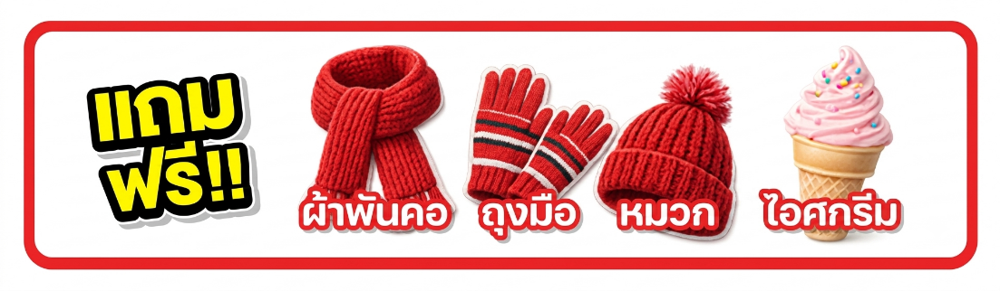 แถม
ฟรี!!
ผ้าพันคอ
ถุงมือ
หมวก
ไอศกรีม